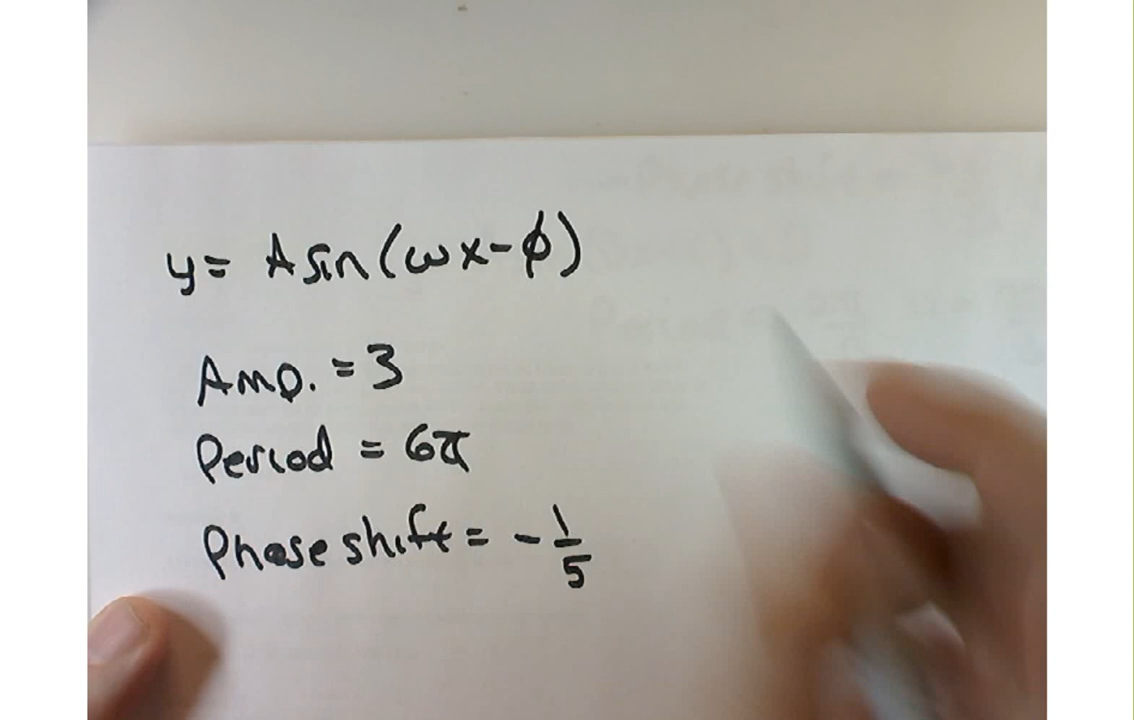 y = A sin(ωx-ϕ)
Amp. = 3
Period = 6π
Phase shift = -1/5